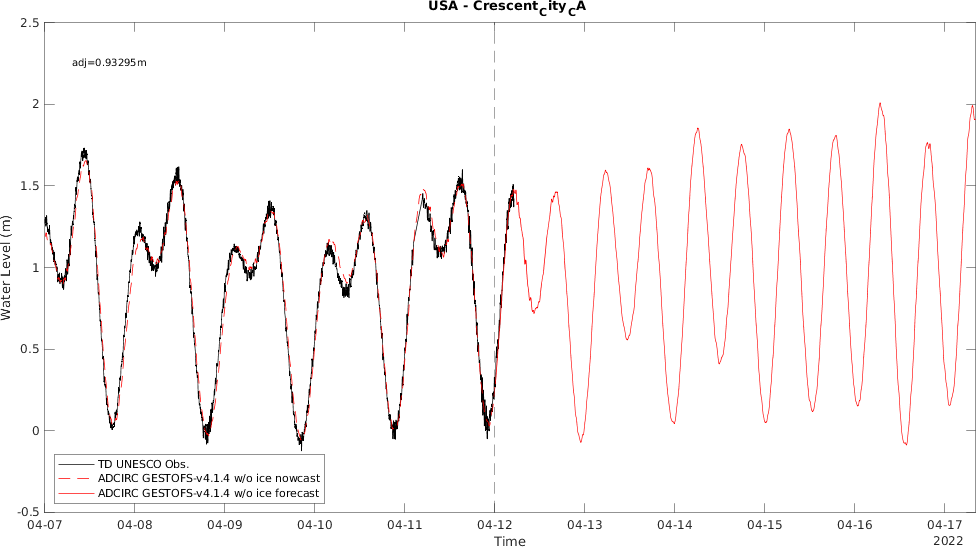 USA - Crescent_City_CA
adj=0.93295m
2.5
2
1.5
1
0.5
0
-0.5
Water Level (m)
TD UNESCO Obs.
ADCIRC GESTOFS-v4.1.4 w/o ice nowcast
ADCIRC GESTOFS-v4.1.4 w/o ice forecast
04-07 04-08 04-09 04-10 04-11 04-12 04-13 04-14 04-15 04-16 04-17
Time
2022